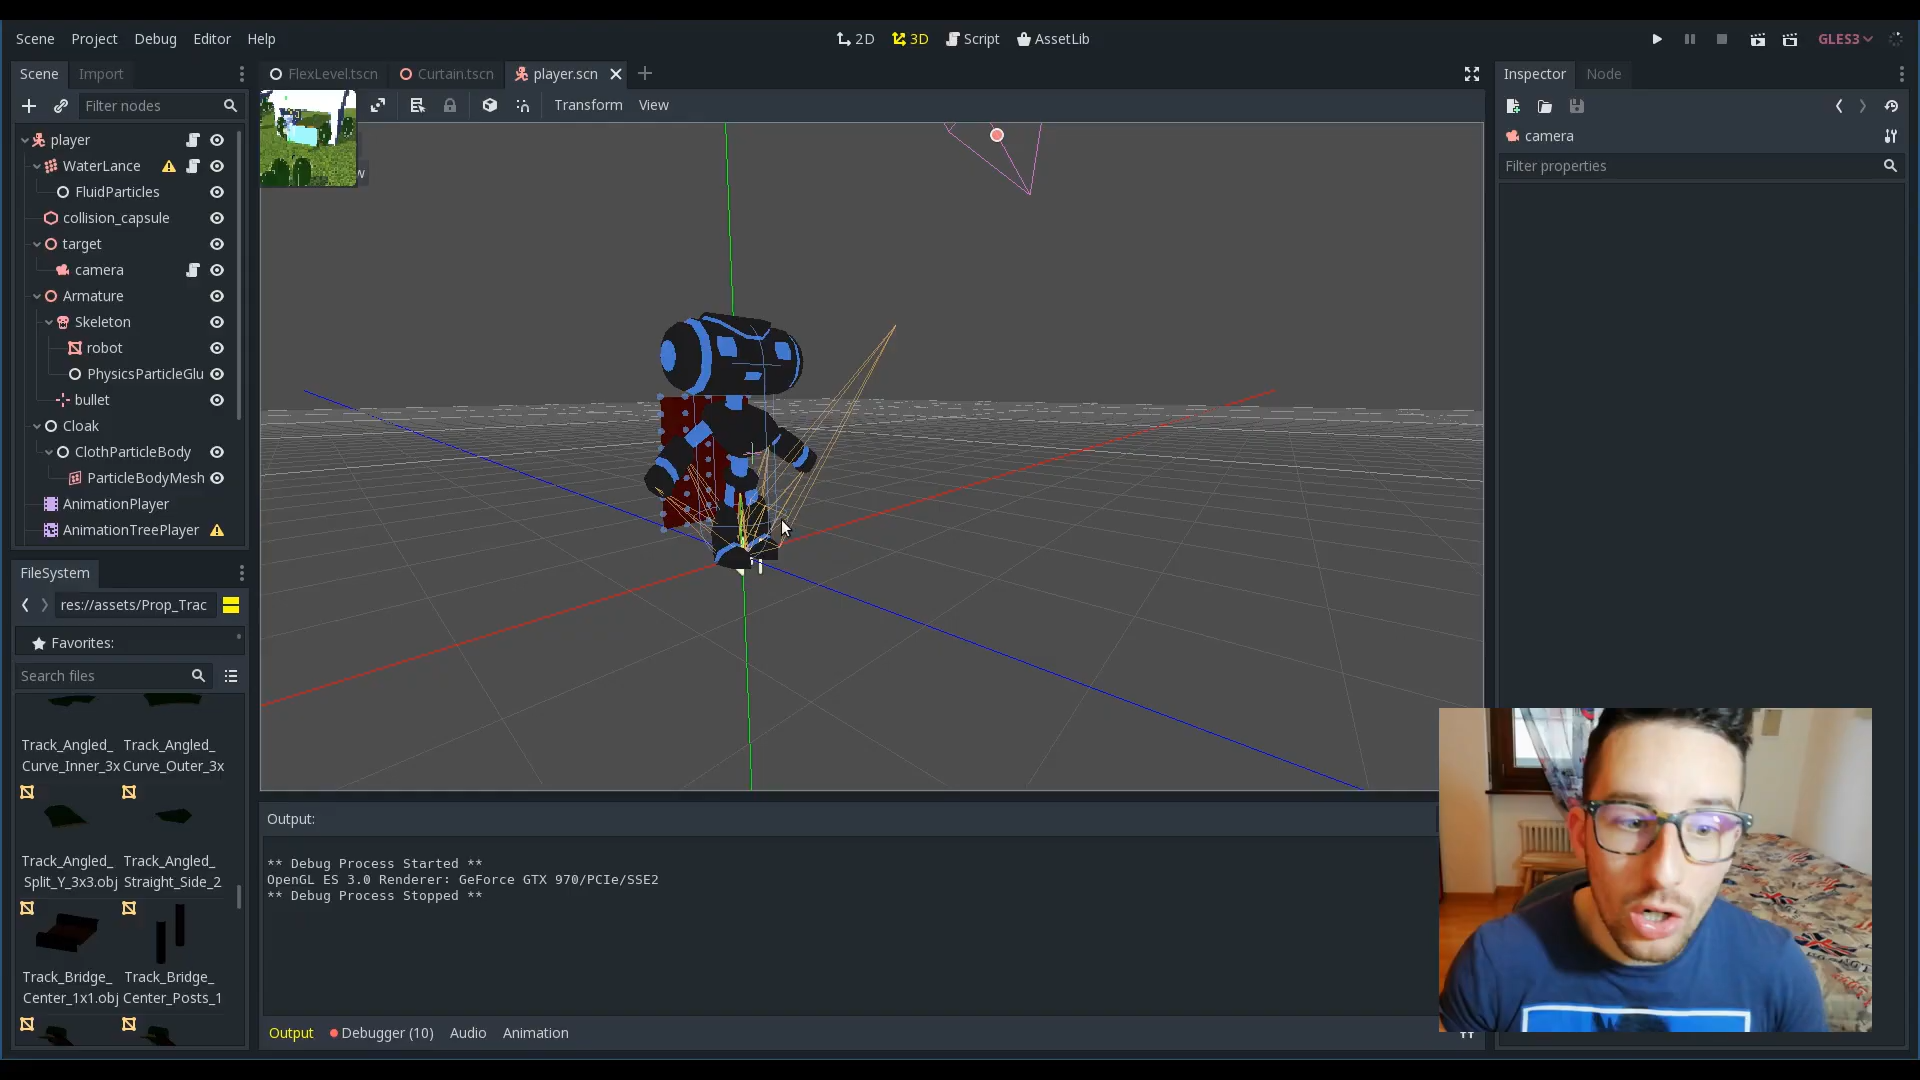 Scene Project Debug Editor Help
2D 3D Script AssetLib
GLES3
Scene Import
FlexLevel.tscn Curtain.tscn player.scn
Inspector Node
Filter nodes
Transform View
player
WaterLance
FluidParticles
collision_capsule
target
camera
Armature
Skeleton
robot
PhysicsParticleGlu
bullet
Cloak
ClothParticleBody
ParticleBodyMesh
AnimationPlayer
AnimationTreePlayer
camera
Filter properties
w
FileSystem
res://assets/Prop_Trac
Favorites:
Search files
Track_Angled_ Track_Angled_
Curve_Inner_3x Curve_Outer_3x
Track_Angled_ Track_Angled_
Split_Y_3x3.obj Straight_Side_2
Track_Bridge_ Track_Bridge_
Center_1x1.obj Center_Posts_1
Output:
** Debug Process Started **
OpenGL ES 3.0 Renderer: GeForce GTX 970/PCIe/SSE2
** Debug Process Stopped **
Output Debugger (10) Audio Animation